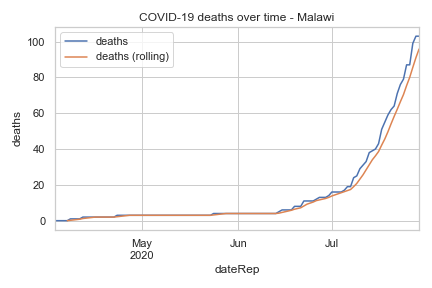 COVID-19 deaths over time - Malawi
deaths
deaths (rolling)
100
80
60
40
20
0
deaths
May
2020
Jun
Jul
dateRep